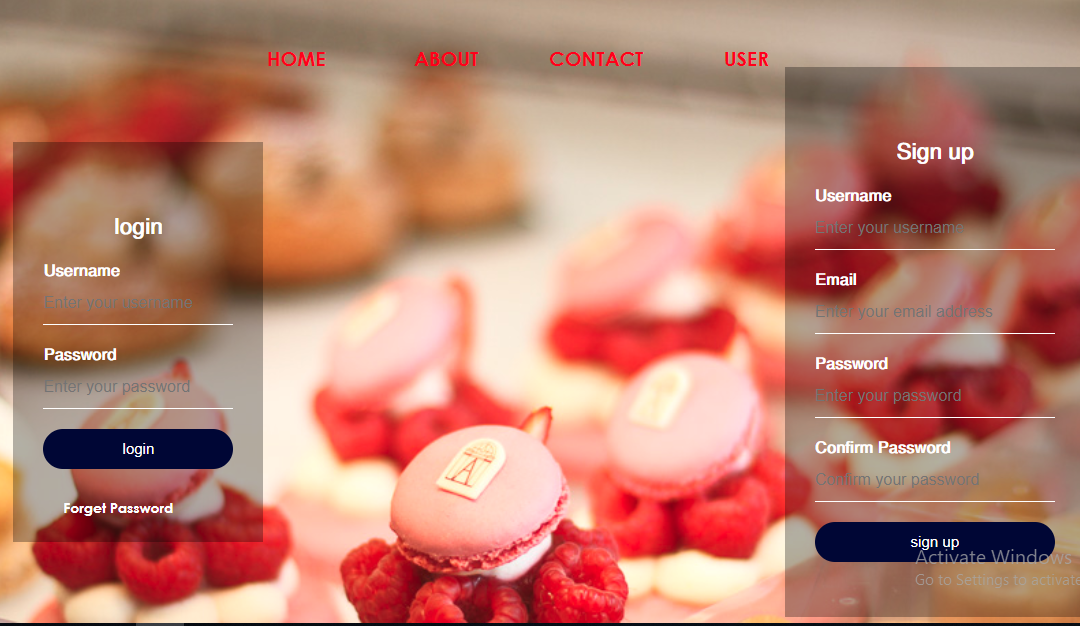 HOME ABOUT CONTACT USER
login
Username
Enter your username
Password
Enter your password
login
Forget Password
Sign up
Username
Enter your username
Email
Enter your email address
Password
Enter your password
Confirm Password
Confirm your password
sign up
Activate Windows
Go to Settings to activate
A